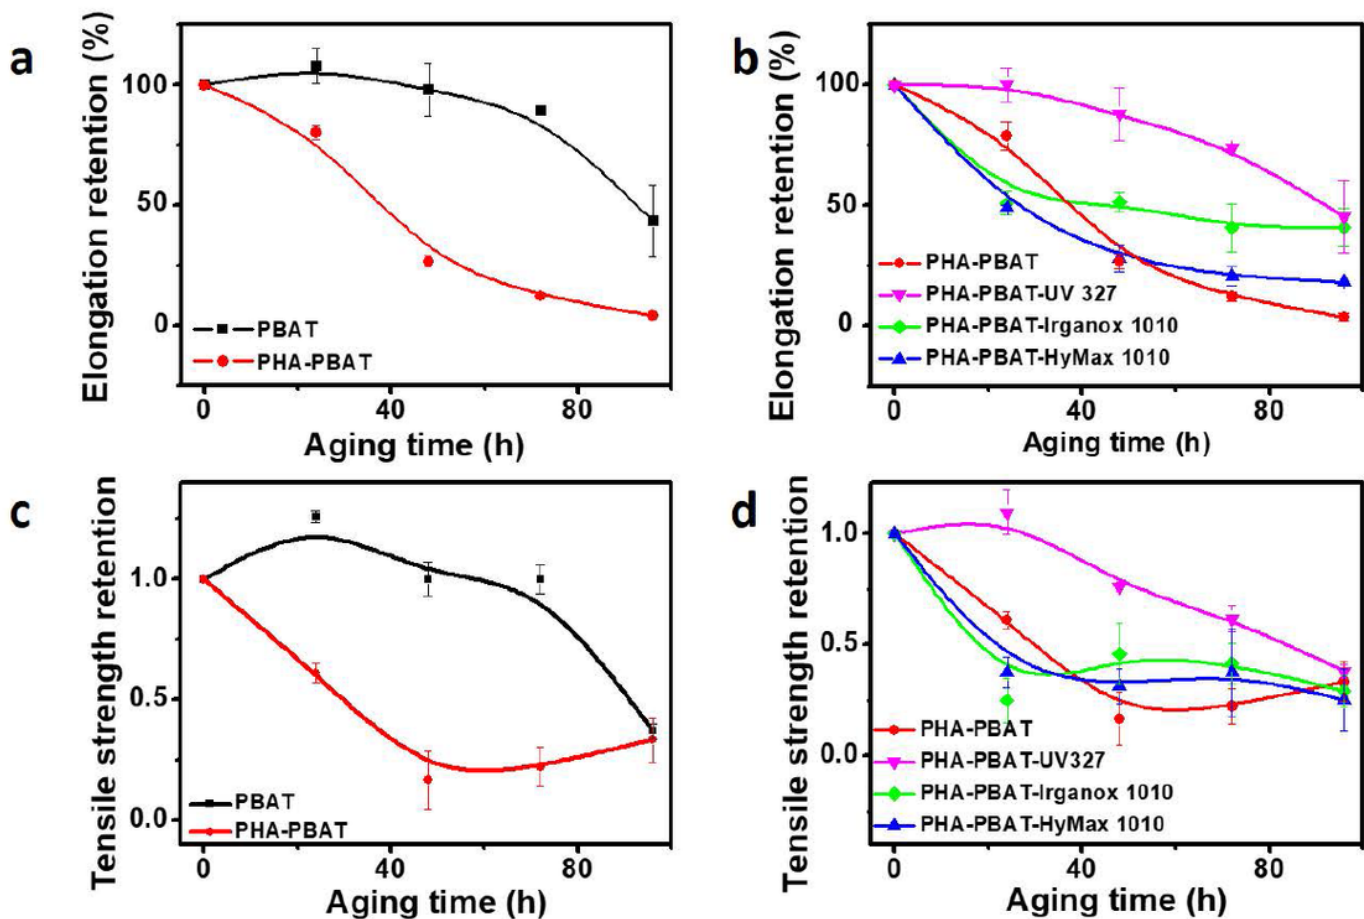 a
Elongation retention (%)
100
50
0
PBAT
PHA-PBAT
0
40
80
Aging time (h)
b
Elongation retention (%)
100
50
0
PHA-PBAT
PHA-PBAT-UV 327
PHA-PBAT-Irganox 1010
PHA-PBAT-HyMax 1010
0
40
80
Aging time (h)
c
Tensile strength retention
1.0
0.5
0.0
PBAT
PHA-PBAT
0
40
80
Aging time (h)
d
Tensile strength retention
1.0
0.5
0.0
PHA-PBAT
PHA-PBAT-UV327
PHA-PBAT-Irganox 1010
PHA-PBAT-HyMax 1010
0
40
80
Aging time (h)